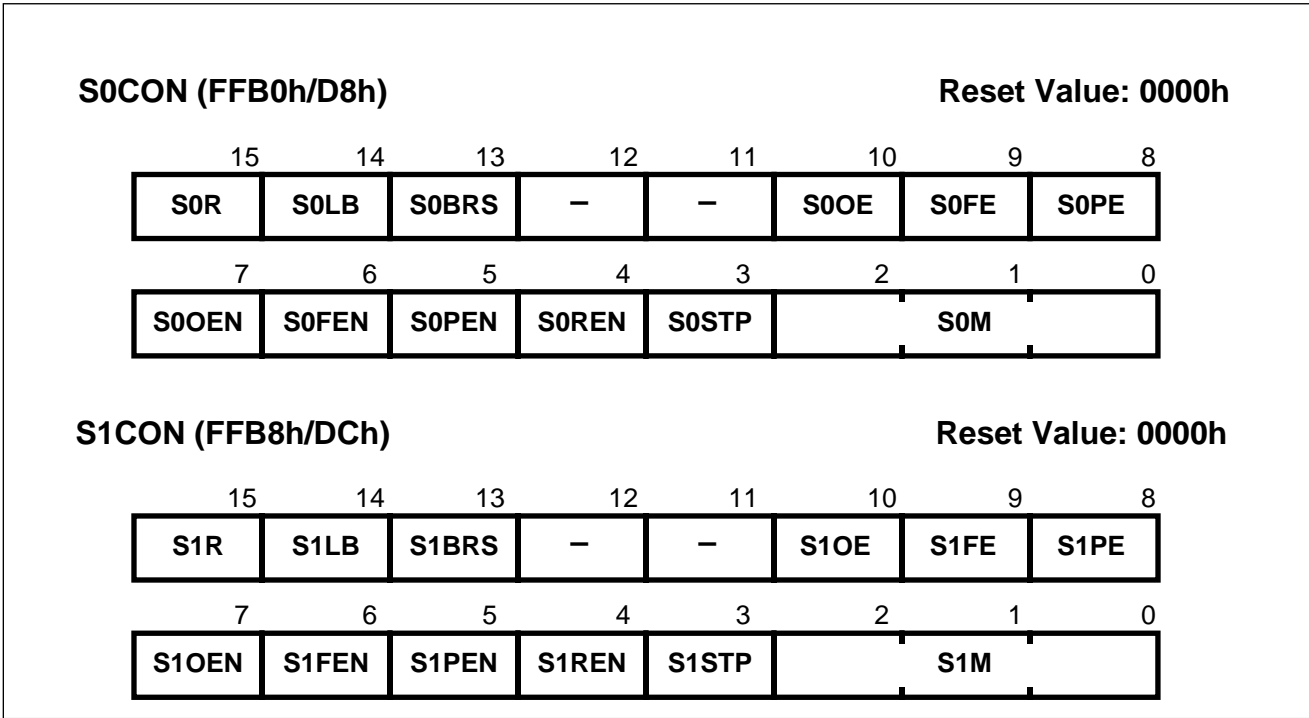 S0CON (FFB0h/D8h) Reset Value: 0000h
15 14 13 12 11 10 9 8
S0R S0LB S0BRS – – S0OE S0FE S0PE
7 6 5 4 3 2 1 0
S0OEN S0FEN S0PEN S0REN S0STP S0M
S1CON (FFB8h/DCh) Reset Value: 0000h
15 14 13 12 11 10 9 8
S1R S1LB S1BRS – – S1OE S1FE S1PE
7 6 5 4 3 2 1 0
S1OEN S1FEN S1PEN S1REN S1STP S1M